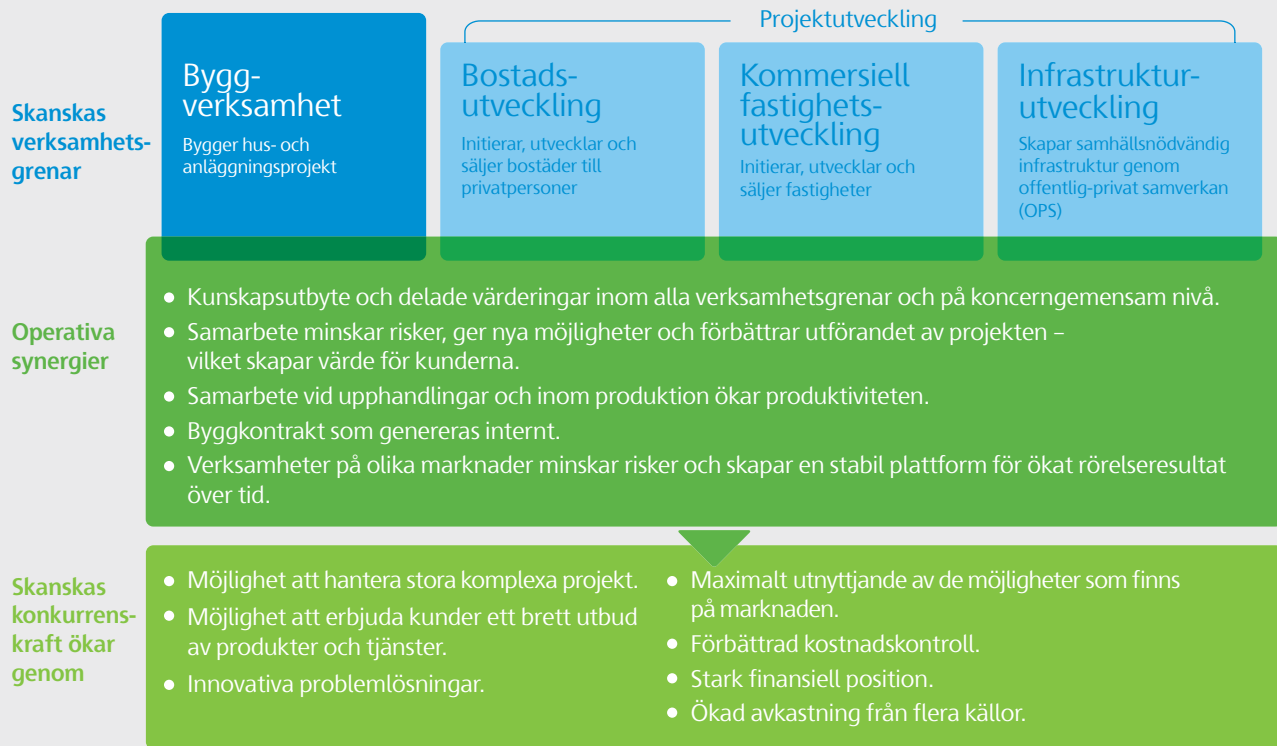 Projektutveckling
Skanskas
verksamhets-
grenar
Bygg-
verksamhet
Bygger hus- och
anläggningsprojekt
Bostads-
utveckling
Initierar, utvecklar och
säljer bostäder till
privatpersoner
Kommersiell
fastighets-
utveckling
Initierar, utvecklar och
säljer fastigheter
Infrastruktur-
utveckling
Skapar samhällsnödvändig
infrastruktur genom
offentlig-privat samverkan
(OPS)
Operativa
synergier
• Kunskapsutbyte och delade värderingar inom alla verksamhetsgrenar och på koncerngemensam nivå.
• Samarbete minskar risker, ger nya möjligheter och förbättrar utförandet av projekten –
vilket skapar värde för kunderna.
• Samarbete vid upphandlingar och inom produktion ökar produktiviteten.
• Byggkontrakt som genereras internt.
• Verksamheter på olika marknader minskar risker och skapar en stabil plattform för ökat rörelseresultat
över tid.
Skanskas
konkurrens-
kraft ökar
genom
• Möjlighet att hantera stora komplexa projekt.
• Möjlighet att erbjuda kunder ett brett utbud
av produkter och tjänster.
• Innovativa problemlösningar.
• Maximalt utnyttjande av de möjligheter som finns
på marknaden.
• Förbättrad kostnadskontroll.
• Stark finansiell position.
• Ökad avkastning från flera källor.